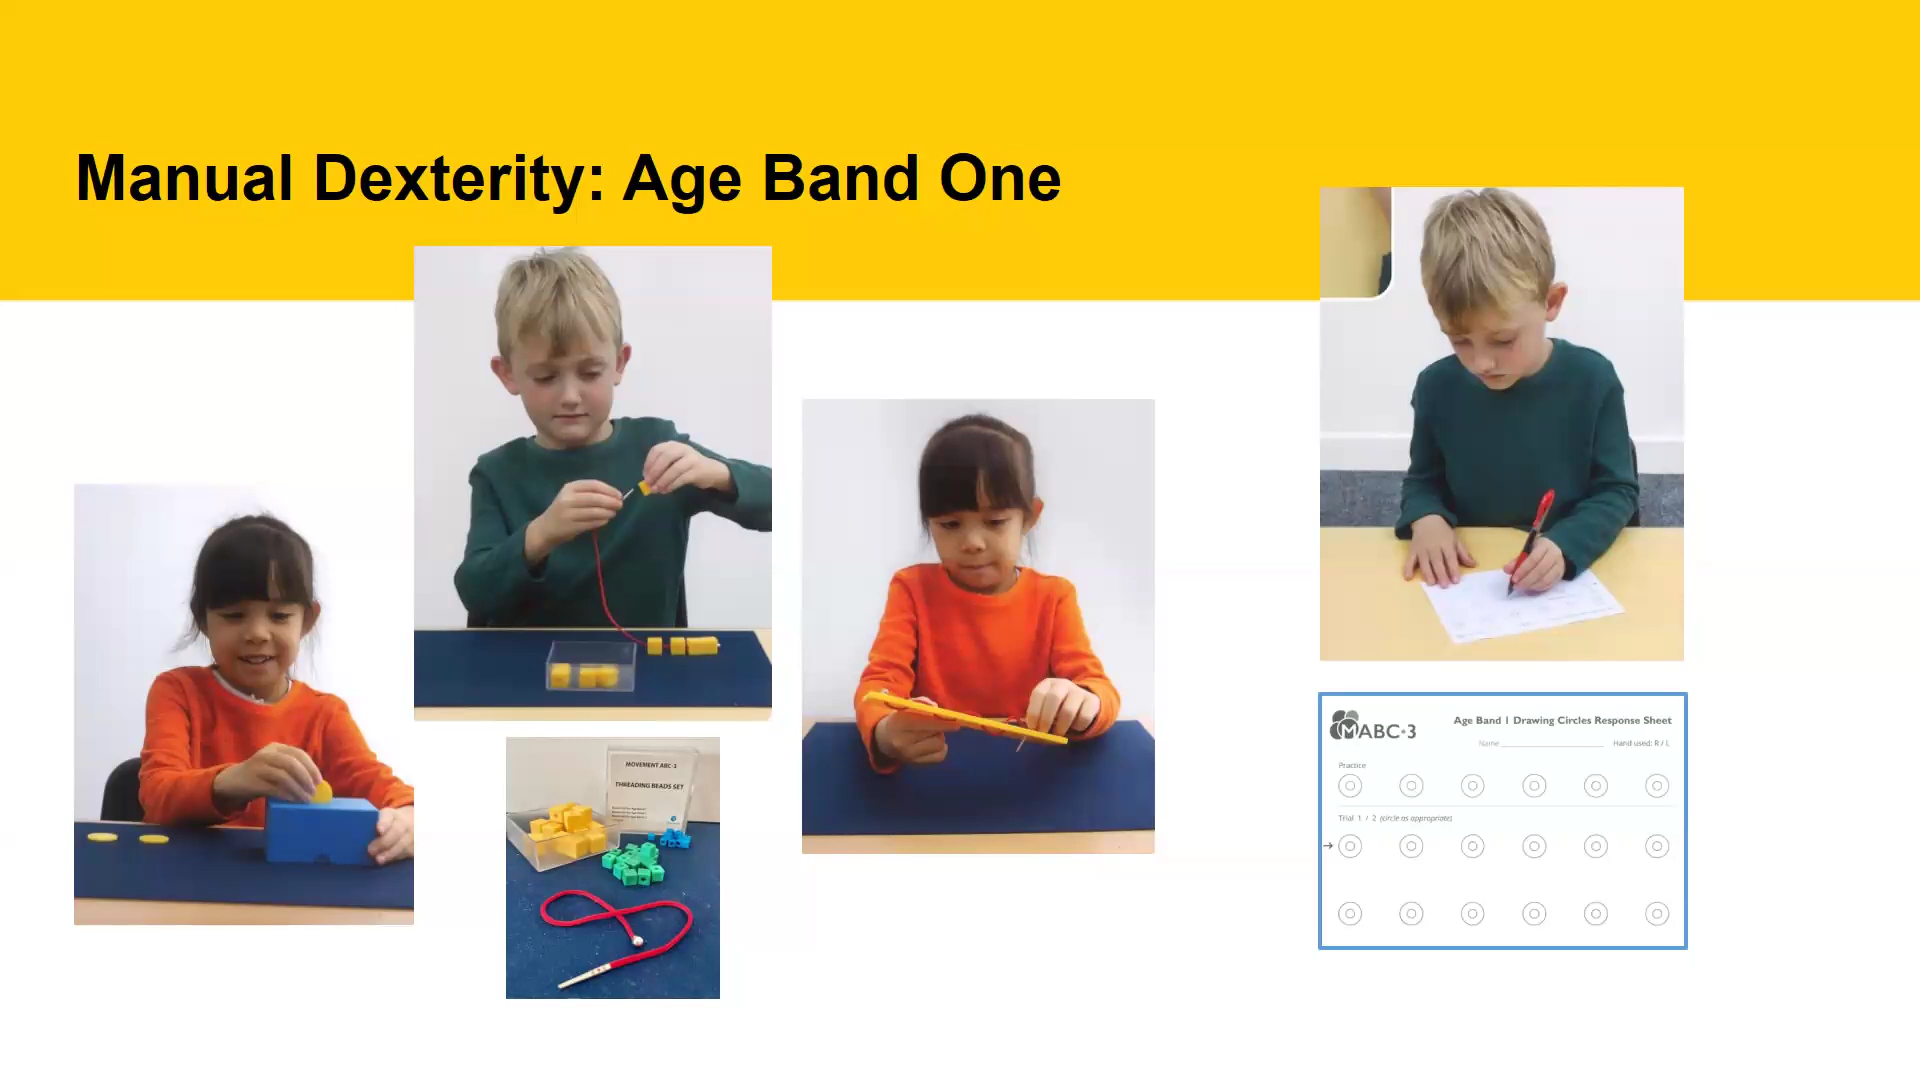 Manual Dexterity: Age Band One
MOVEMENT ABC-3
THREADING BEADS SET
MABC-3
Age Band 1 Drawing Circles Response Sheet
Name
Hand used: R / L
Practice
Trial 1 / 2 (circle as appropriate)